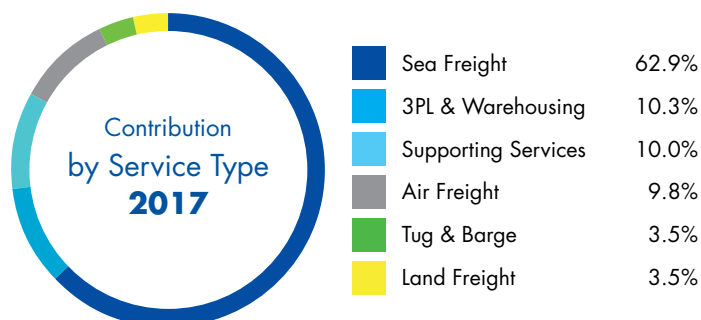 Contribution
by Service Type
2017
Sea Freight 62.9%
3PL & Warehousing 10.3%
Supporting Services 10.0%
Air Freight 9.8%
Tug & Barge 3.5%
Land Freight 3.5%